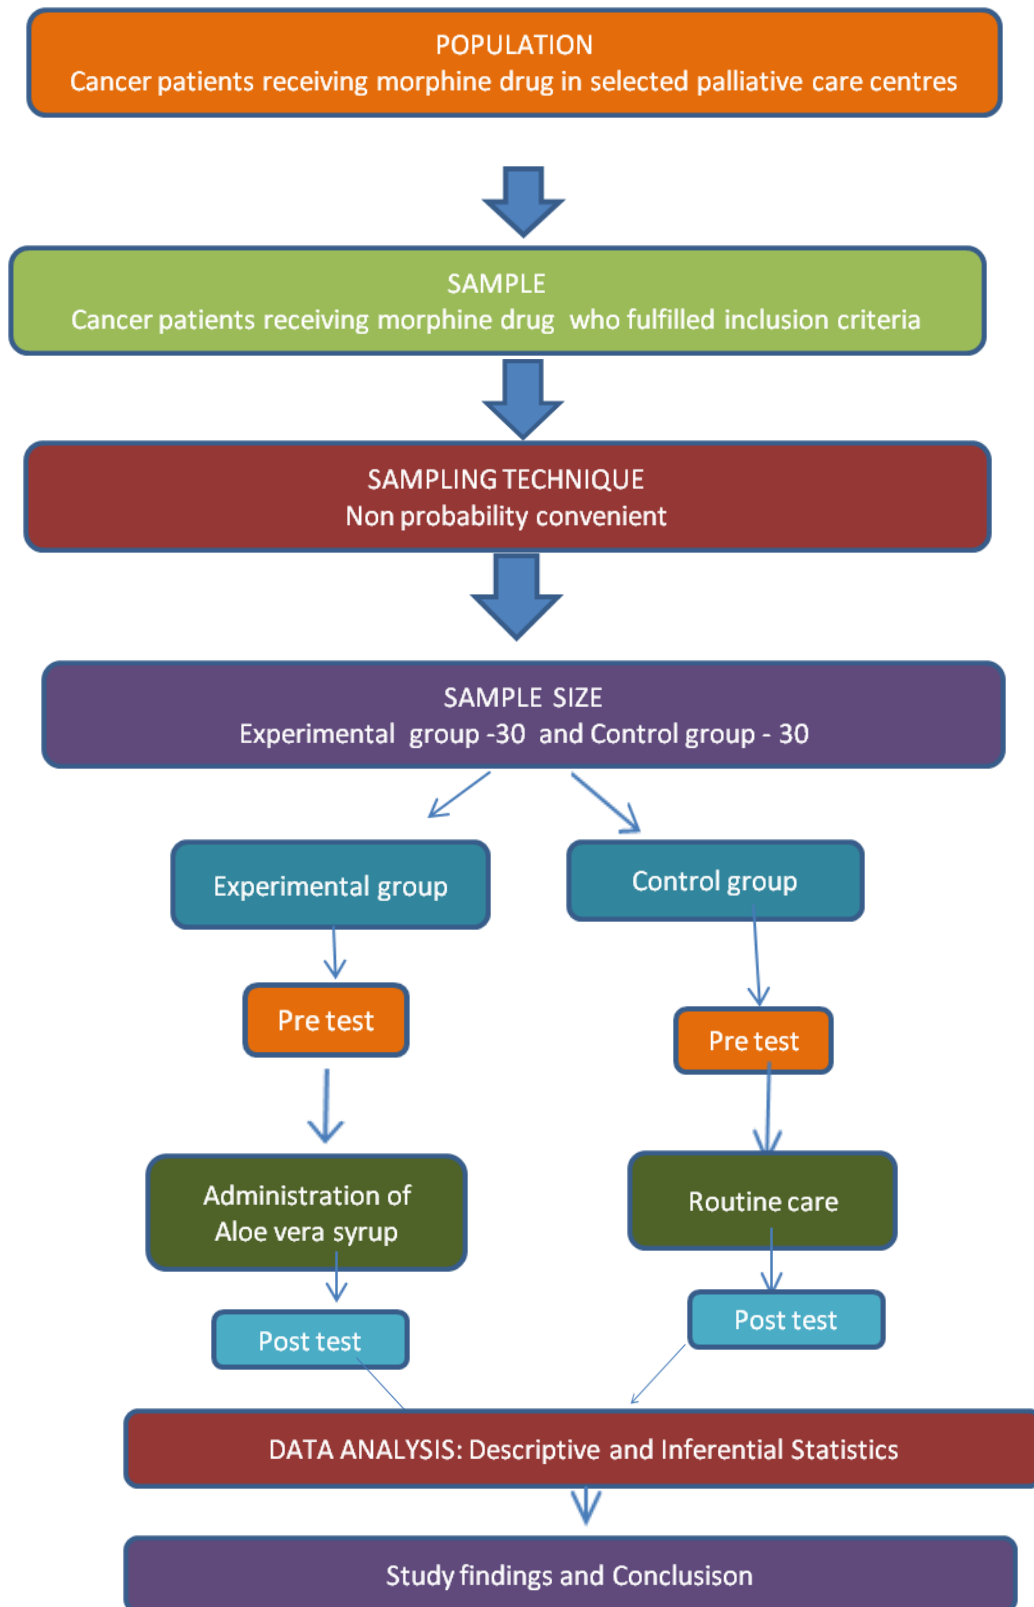 POPULATION
Cancer patients receiving morphine drug in selected palliative care centres
SAMPLE
Cancer patients receiving morphine drug who fulfilled inclusion criteria
SAMPLING TECHNIQUE
Non probability convenient
SAMPLE SIZE
Experimental group -30 and Control group - 30
Experimental group
Control group
Pre test
Pre test
Administration of
Aloe vera syrup
Routine care
Post test
Post test
DATA ANALYSIS: Descriptive and Inferential Statistics
Study findings and Conclusison